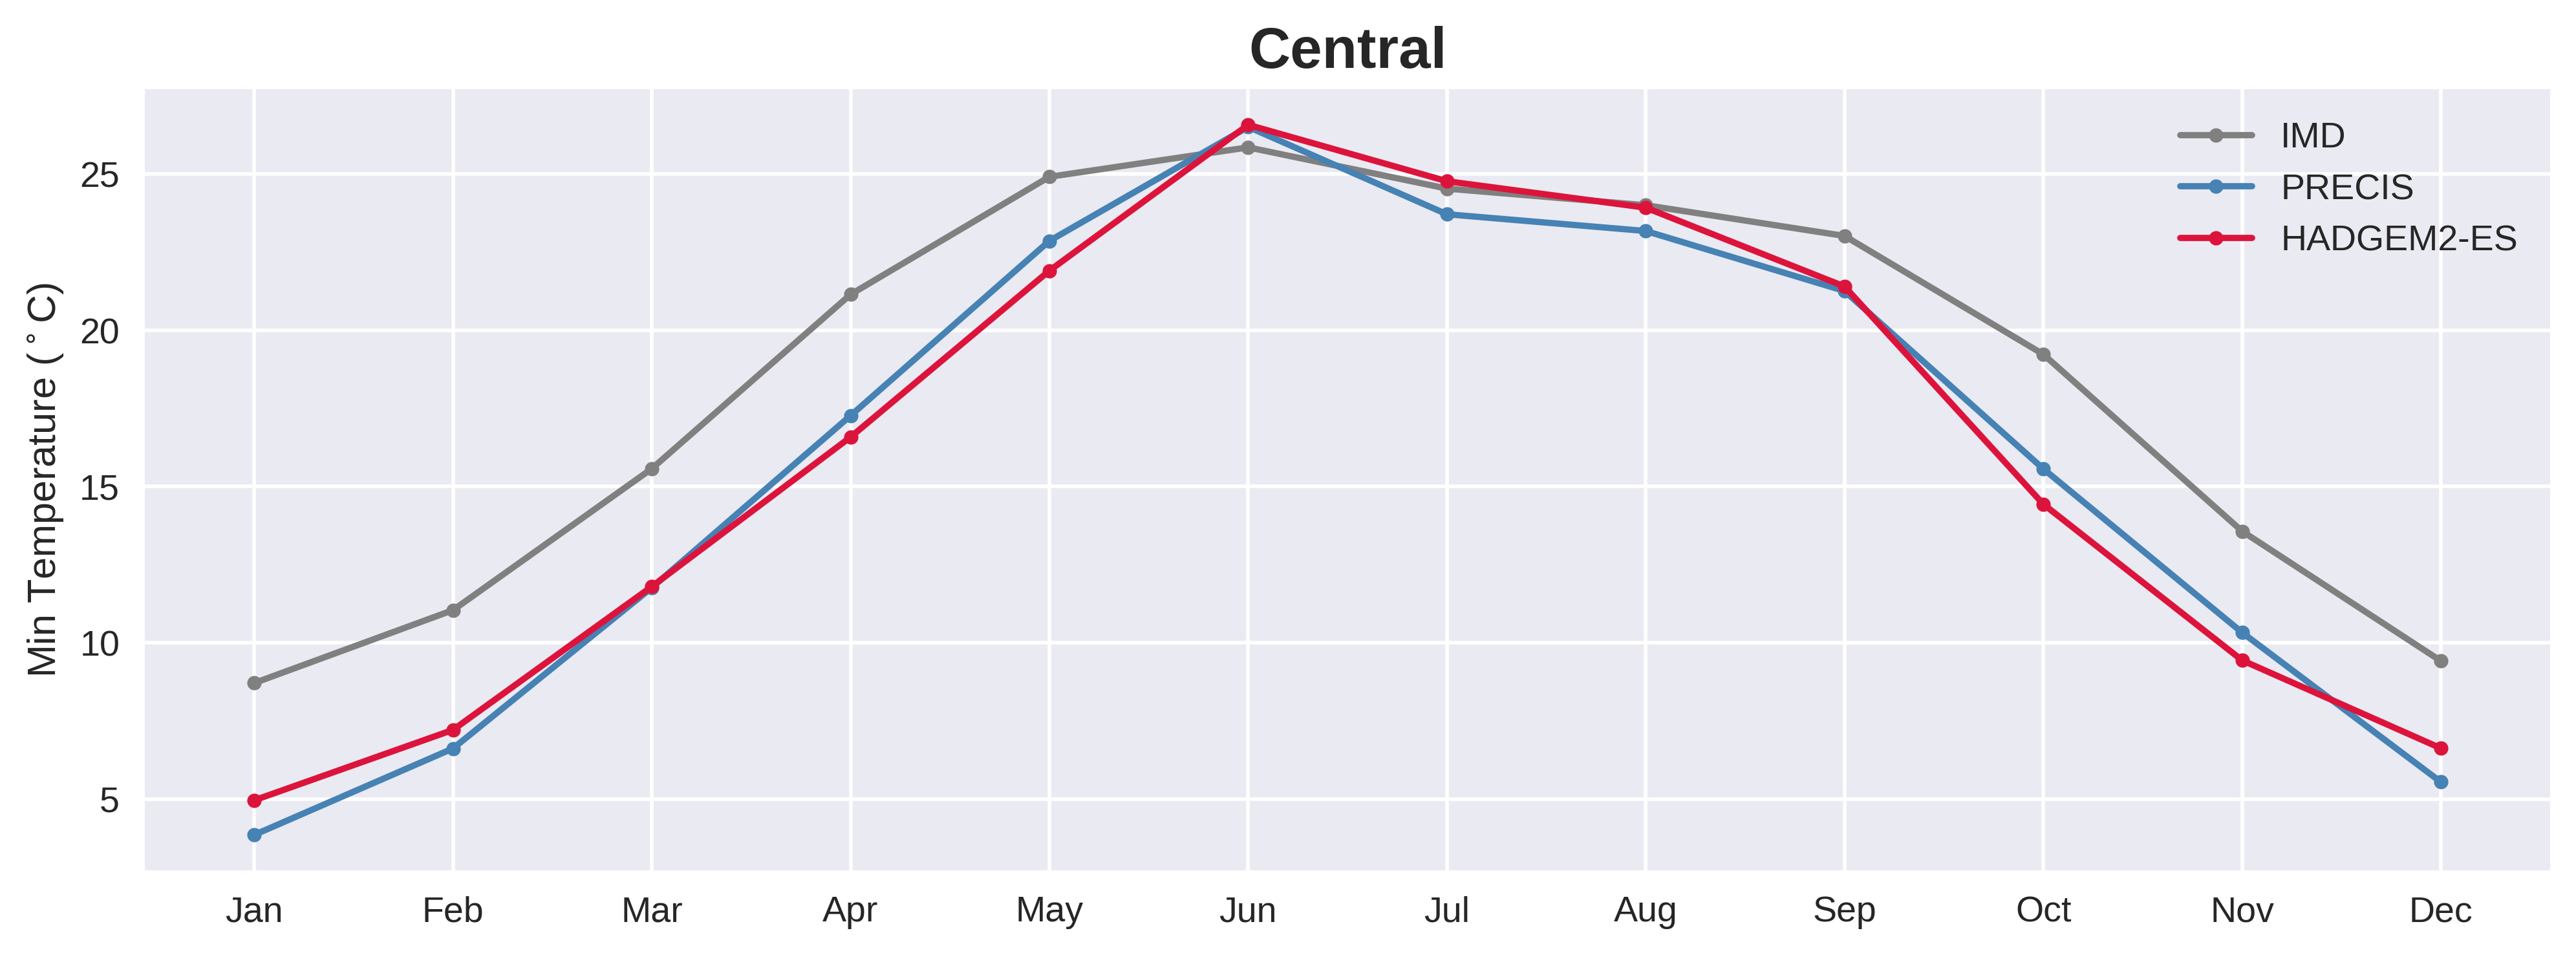 Central
IMD
PRECIS
HADGEM2-ES
Min Temperature (°C)
25
20
15
10
5
Jan Feb Mar Apr May Jun Jul Aug Sep Oct Nov Dec